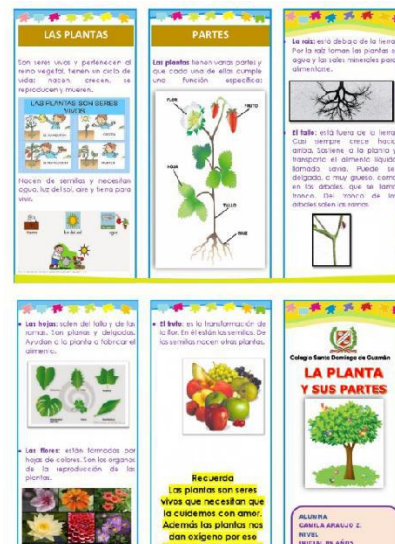 LAS PLANTAS
Son seres vivos y pertenecen al
reino vegetal, tienen un ciclo de
vida: nacen, crecen, se
reproducen y mueren.
LAS PLANTAS SON SERES
VIVOS
Nacen de semillas y necesitan
agua, luz del sol, aire y tierra para
vivir.
PARTES
Las plantas tienen varias partes y
que cada una de ellas cumple
una función específica:
FLOR
FRUTO
HOJA
TALLO
RAÍZ
La raíz: está debajo de la tierra.
Por la raíz toman las plantas el
agua y las sales minerales para
alimentarse.
El tallo: está fuera de la tierra.
Casi siempre crece hacia
arriba. Sostiene a la planta y
transporta el alimento líquido
llamado savia. Puede ser
delgado, o muy grueso, como
en los árboles, que se llama
tronco. Del tronco de los
árboles salen las ramas.
Las hojas: salen del tallo y de las
ramas. Son planas y delgadas.
Ayudan a la planta a fabricar el
alimento.
Las flores: están formadas por
hojas de colores. Son los órganos
de la reproducción de las
plantas.
El fruto: es la transformación de
la flor. En él están las semillas. De
las semillas nacen otras plantas.
Recuerda
Las plantas son seres
vivos que necesitan que
la cuidemos con amor.
Además las plantas nos
dan oxígeno por eso
Colegio Santo Domingo de Guzmán
LA PLANTA
Y SUS PARTES
ALUMNA
CAMILA ARAUJO Z.
NIVEL
INICIAL 05 AÑOS